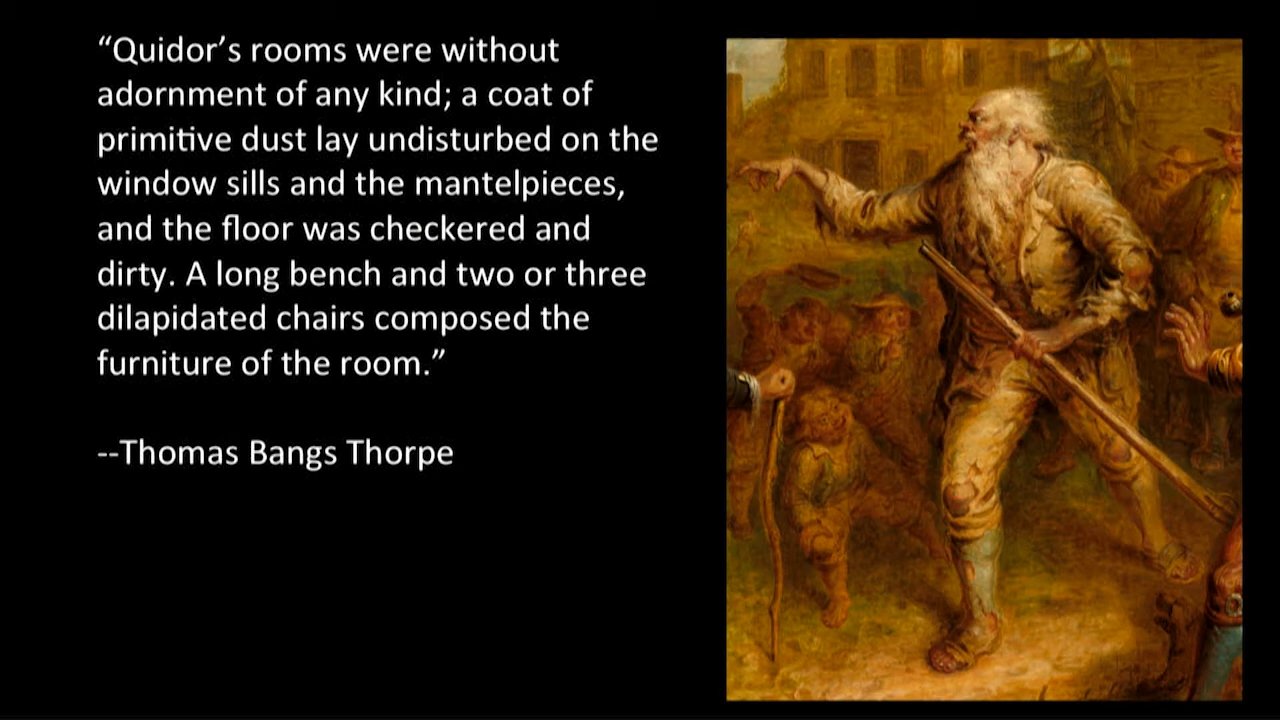 “Quidor’s rooms were without
adornment of any kind; a coat of
primitive dust lay undisturbed on the
window sills and the mantelpieces,
and the floor was checkered and
dirty. A long bench and two or three
dilapidated chairs composed the
furniture of the room.”
--Thomas Bangs Thorpe